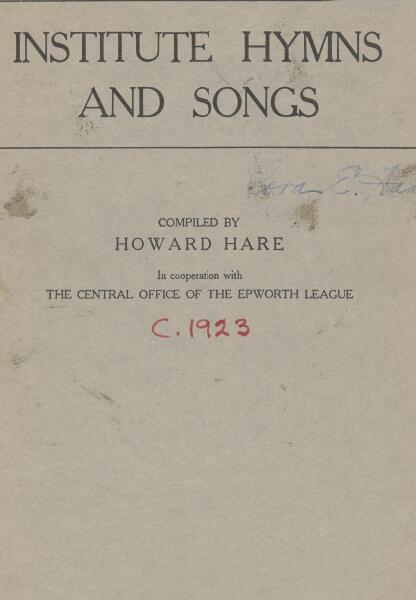 INSTITUTE HYMNS
AND SONGS
E.
COMPILED BY
HOWARD HARE
In cooperation with
THE CENTRAL OFFICE OF THE EPWORTH LEAGUE
C. 1923